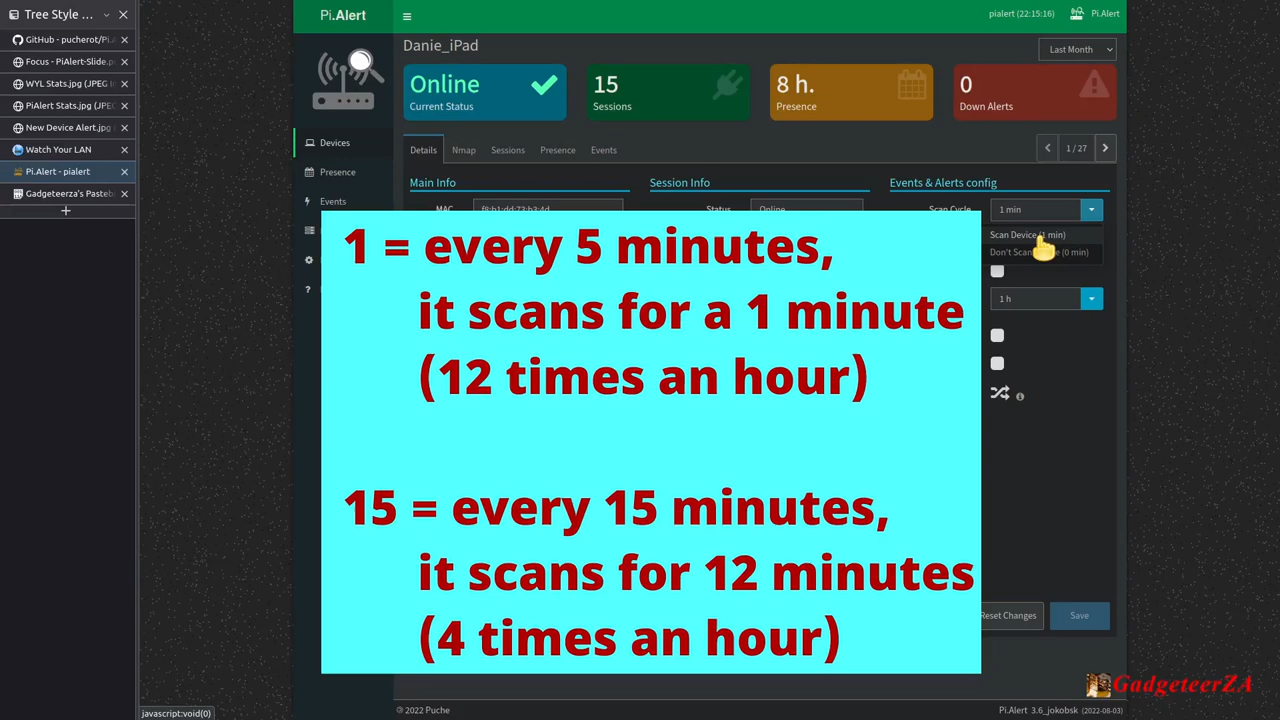 Tree Style ...
GitHub - pucherot/Pi.A
Focus - PiAlert-Slide.p
WYL Stats.jpg (JPEG I
PiAlert Stats.jpg (JPE
New Device Alert.jpg
Watch Your LAN
Pi.Alert - pialert
Gadgeteerza's Pasteb
Pi.Alert
pialert (22:15:16)
Pi.Alert
Danie_iPad
Last Month
Online
Current Status
15
Sessions
8 h.
Presence
0
Down Alerts
Devices
Presence
Events
Details
Nmap
Sessions
Presence
Events
1 / 27
Main Info
Session Info
Events & Alerts config
MAC
f8:b1:dd:73:b3:4d
Status
Online
Scan Cycle
1 min
Scan Device (1 min)
Don't Scan (0 min)
1 h
1 = every 5 minutes,
it scans for a 1 minute
(12 times an hour)
15 = every 15 minutes,
it scans for 12 minutes
(4 times an hour)
Reset Changes
Save
GadgeteerZA
© 2022 Puche
Pi.Alert 3.6_jokobsk (2022-08-03)
javascript:void(0)